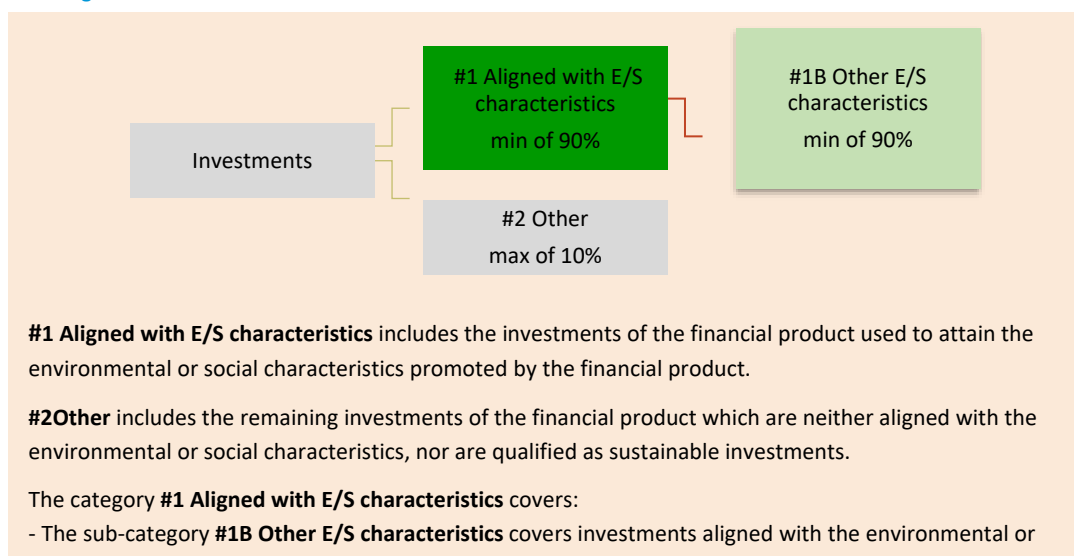 #1 Aligned with E/S
characteristics
min of 90%
#1B Other E/S
characteristics
min of 90%
Investments
#2 Other
max of 10%
#1 Aligned with E/S characteristics includes the investments of the financial product used to attain the
environmental or social characteristics promoted by the financial product.
#2Other includes the remaining investments of the financial product which are neither aligned with the
environmental or social characteristics, nor are qualified as sustainable investments.
The category #1 Aligned with E/S characteristics covers:
- The sub-category #1B Other E/S characteristics covers investments aligned with the environmental or